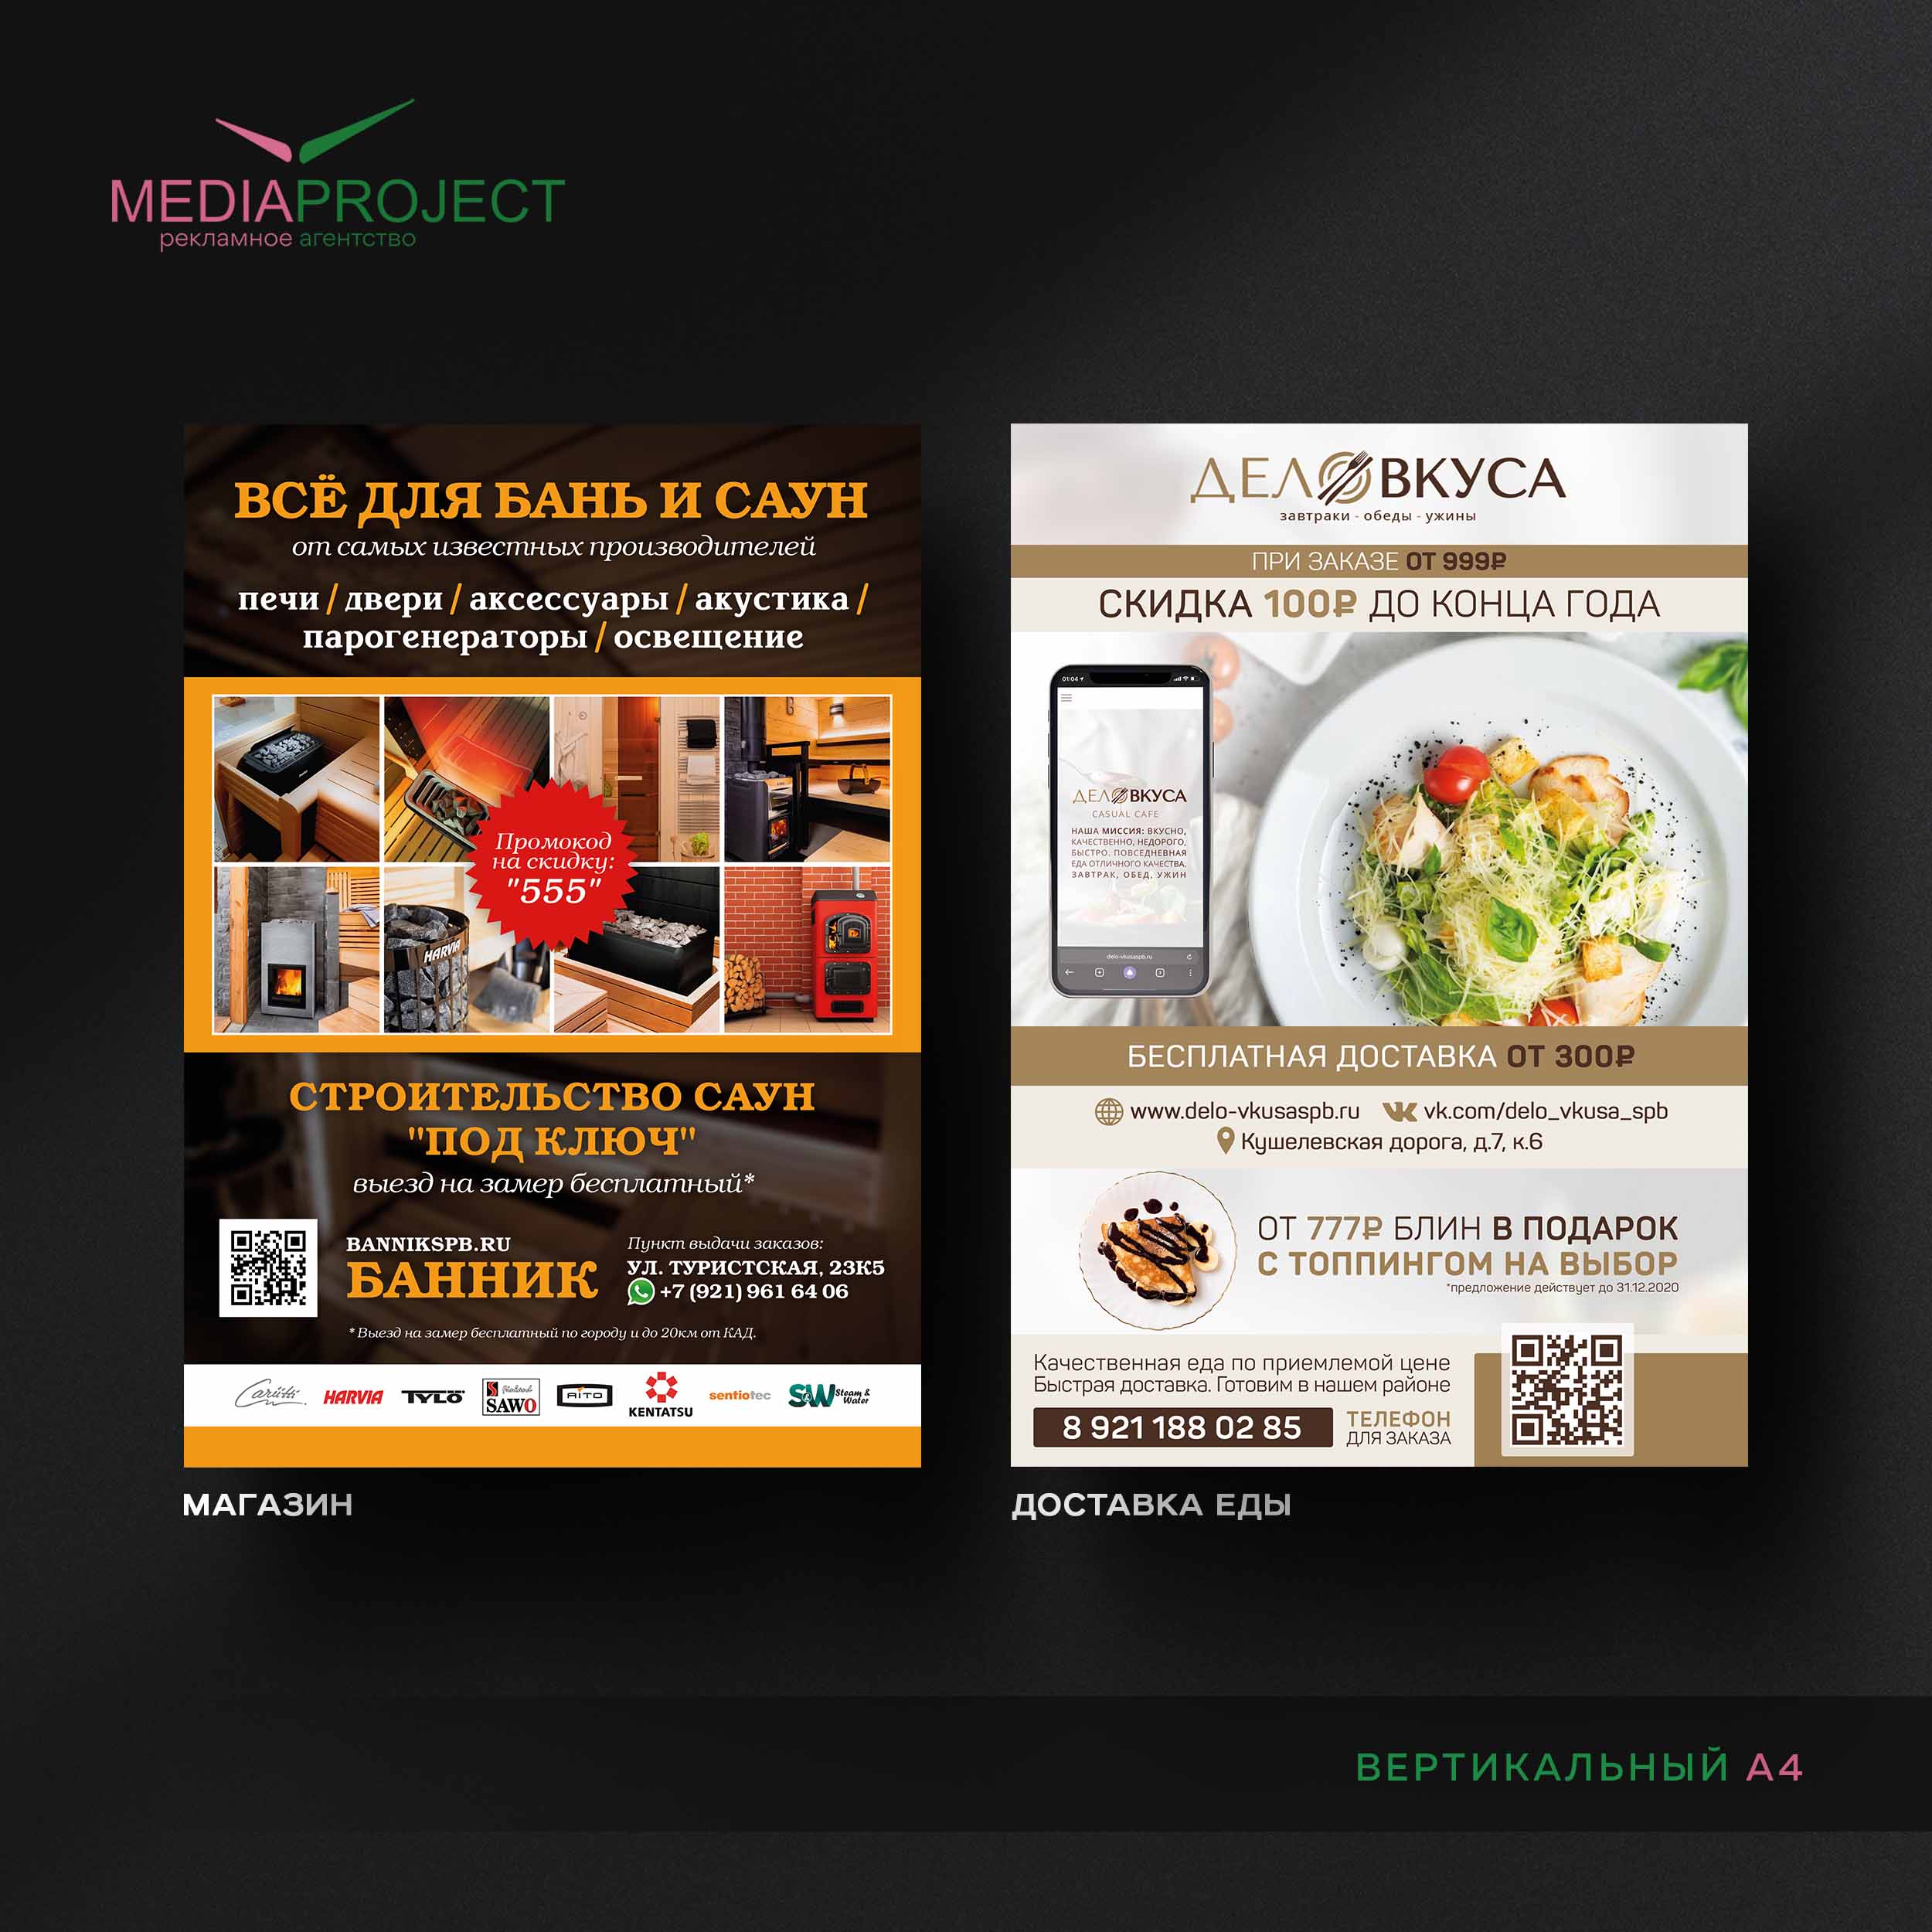 MEDIAPROJECT
рекламное агентство
ВСЁ ДЛЯ БАНЬ И САУН
от самых известных производителей
печи / двери / аксессуары / акустика /
парогенераторы / освещение
Промокод
на скидку:
"555"
HARVIA
СТРОИТЕЛЬСТВО САУН
"ПОД КЛЮЧ"
выезд на замер бесплатный*
BANNIKSPB.RU
БАННИК
Пункт выдачи заказов:
УЛ. ТУРИСТСКАЯ, 23К5
+7 (921) 961 64 06
* Выезд на замер бесплатный по городу и до 20км от КАД.
Cariitti HARVIA TYLÖ SAWO AITO KENTATSU sentiotec S&W Steam & Water
МАГАЗИН
ДЕЛОВКУСА
завтраки - обеды - ужины
ПРИ ЗАКАЗЕ ОТ 999₽
СКИДКА 100₽ ДО КОНЦА ГОДА
01:04
ДЕЛОВКУСА
CASUAL CAFE
НАША МИССИЯ: ВКУСНО,
КАЧЕСТВЕННО, НЕДОРОГО,
БЫСТРО. ПОВСЕДНЕВНАЯ
ЕДА ОТЛИЧНОГО КАЧЕСТВА.
ЗАВТРАК, ОБЕД, УЖИН
delo-vkusaspb.ru
БЕСПЛАТНАЯ ДОСТАВКА ОТ 300₽
www.delo-vkusaspb.ru vk.com/delo_vkusa_spb
Кушелевская дорога, д.7, к.6
ОТ 777₽ БЛИН В ПОДАРОК
С ТОППИНГОМ НА ВЫБОР
*предложение действует до 31.12.2020
Качественная еда по приемлемой цене
Быстрая доставка. Готовим в нашем районе
8 921 188 02 85
ТЕЛЕФОН
ДЛЯ ЗАКАЗА
ДОСТАВКА ЕДЫ
ВЕРТИКАЛЬНЫЙ А4